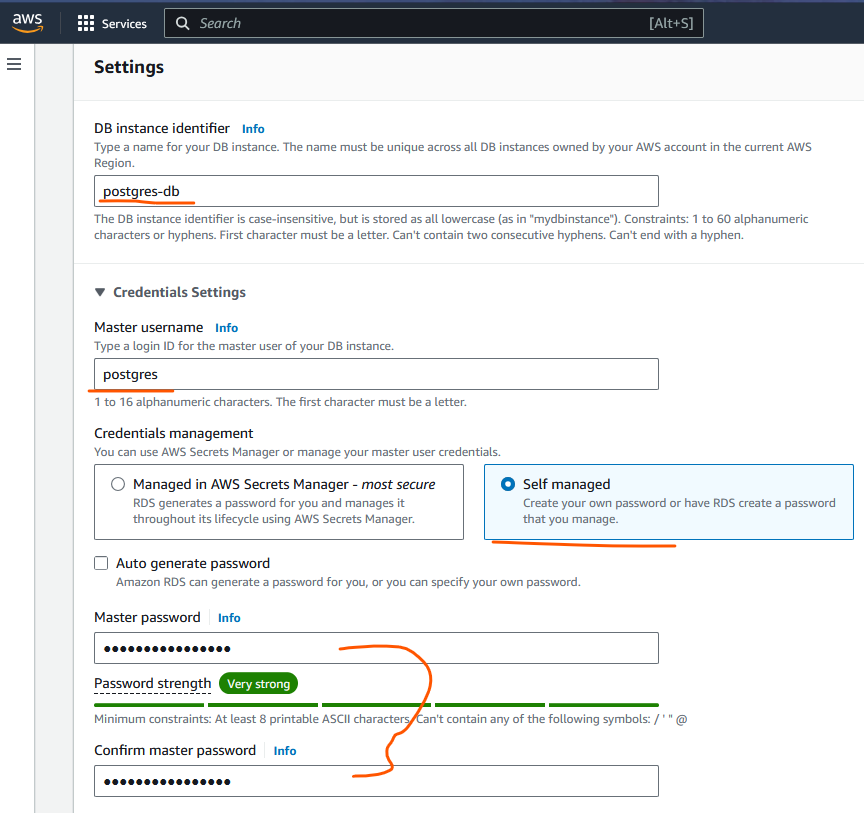 aws
Services
Search
[Alt+S]
Settings
DB instance identifier Info
Type a name for your DB instance. The name must be unique across all DB instances owned by your AWS account in the current AWS
Region.
postgres-db
The DB instance identifier is case-insensitive, but is stored as all lowercase (as in "mydbinstance"). Constraints: 1 to 60 alphanumeric
characters or hyphens. First character must be a letter. Can't contain two consecutive hyphens. Can't end with a hyphen.
Credentials Settings
Master username Info
Type a login ID for the master user of your DB instance.
postgres
1 to 16 alphanumeric characters. The first character must be a letter.
Credentials management
You can use AWS Secrets Manager or manage your master user credentials.
Managed in AWS Secrets Manager - most secure
RDS generates a password for you and manages it
throughout its lifecycle using AWS Secrets Manager.
Self managed
Create your own password or have RDS create a password
that you manage.
Auto generate password
Amazon RDS can generate a password for you, or you can specify your own password.
Master password Info
••••••••••••••••
Password strength Very strong
Minimum constraints: At least 8 printable ASCII characters. Can't contain any of the following symbols: / ' " @
Confirm master password Info
••••••••••••••••